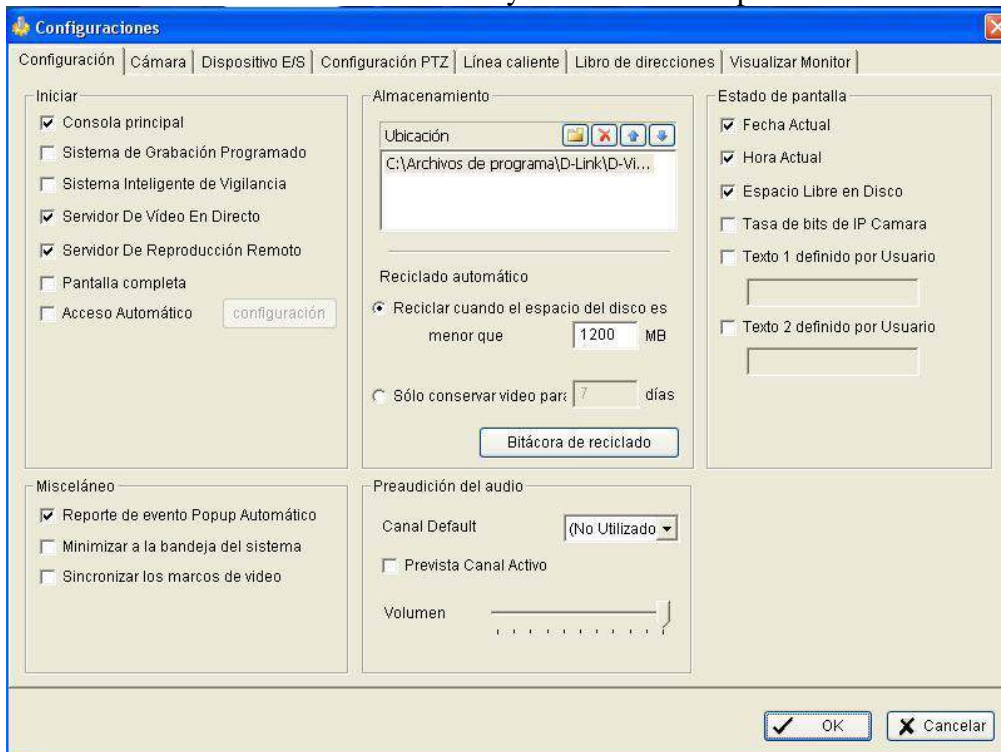 Configuraciones
Configuración
Cámara
Dispositivo E/S
Configuración PTZ
Línea caliente
Libro de direcciones
Visualizar Monitor
Iniciar
Consola principal
Sistema de Grabación Programado
Sistema Inteligente de Vigilancia
Servidor De Vídeo En Directo
Servidor De Reproducción Remoto
Pantalla completa
Acceso Automático
configuración
Almacenamiento
Ubicación
C:\Archivos de programa\D-Link\D-Vi...
Reciclado automático
Reciclar cuando el espacio del disco es
menor que 1200 MB
Sólo conservar video para 7 días
Bitácora de reciclado
Estado de pantalla
Fecha Actual
Hora Actual
Espacio Libre en Disco
Tasa de bits de IP Camara
Texto 1 definido por Usuario
Texto 2 definido por Usuario
Misceláneo
Reporte de evento Popup Automático
Minimizar a la bandeja del sistema
Sincronizar los marcos de video
Preaudición del audio
Canal Default
(No Utilizado
Prevista Canal Activo
Volumen
OK
Cancelar